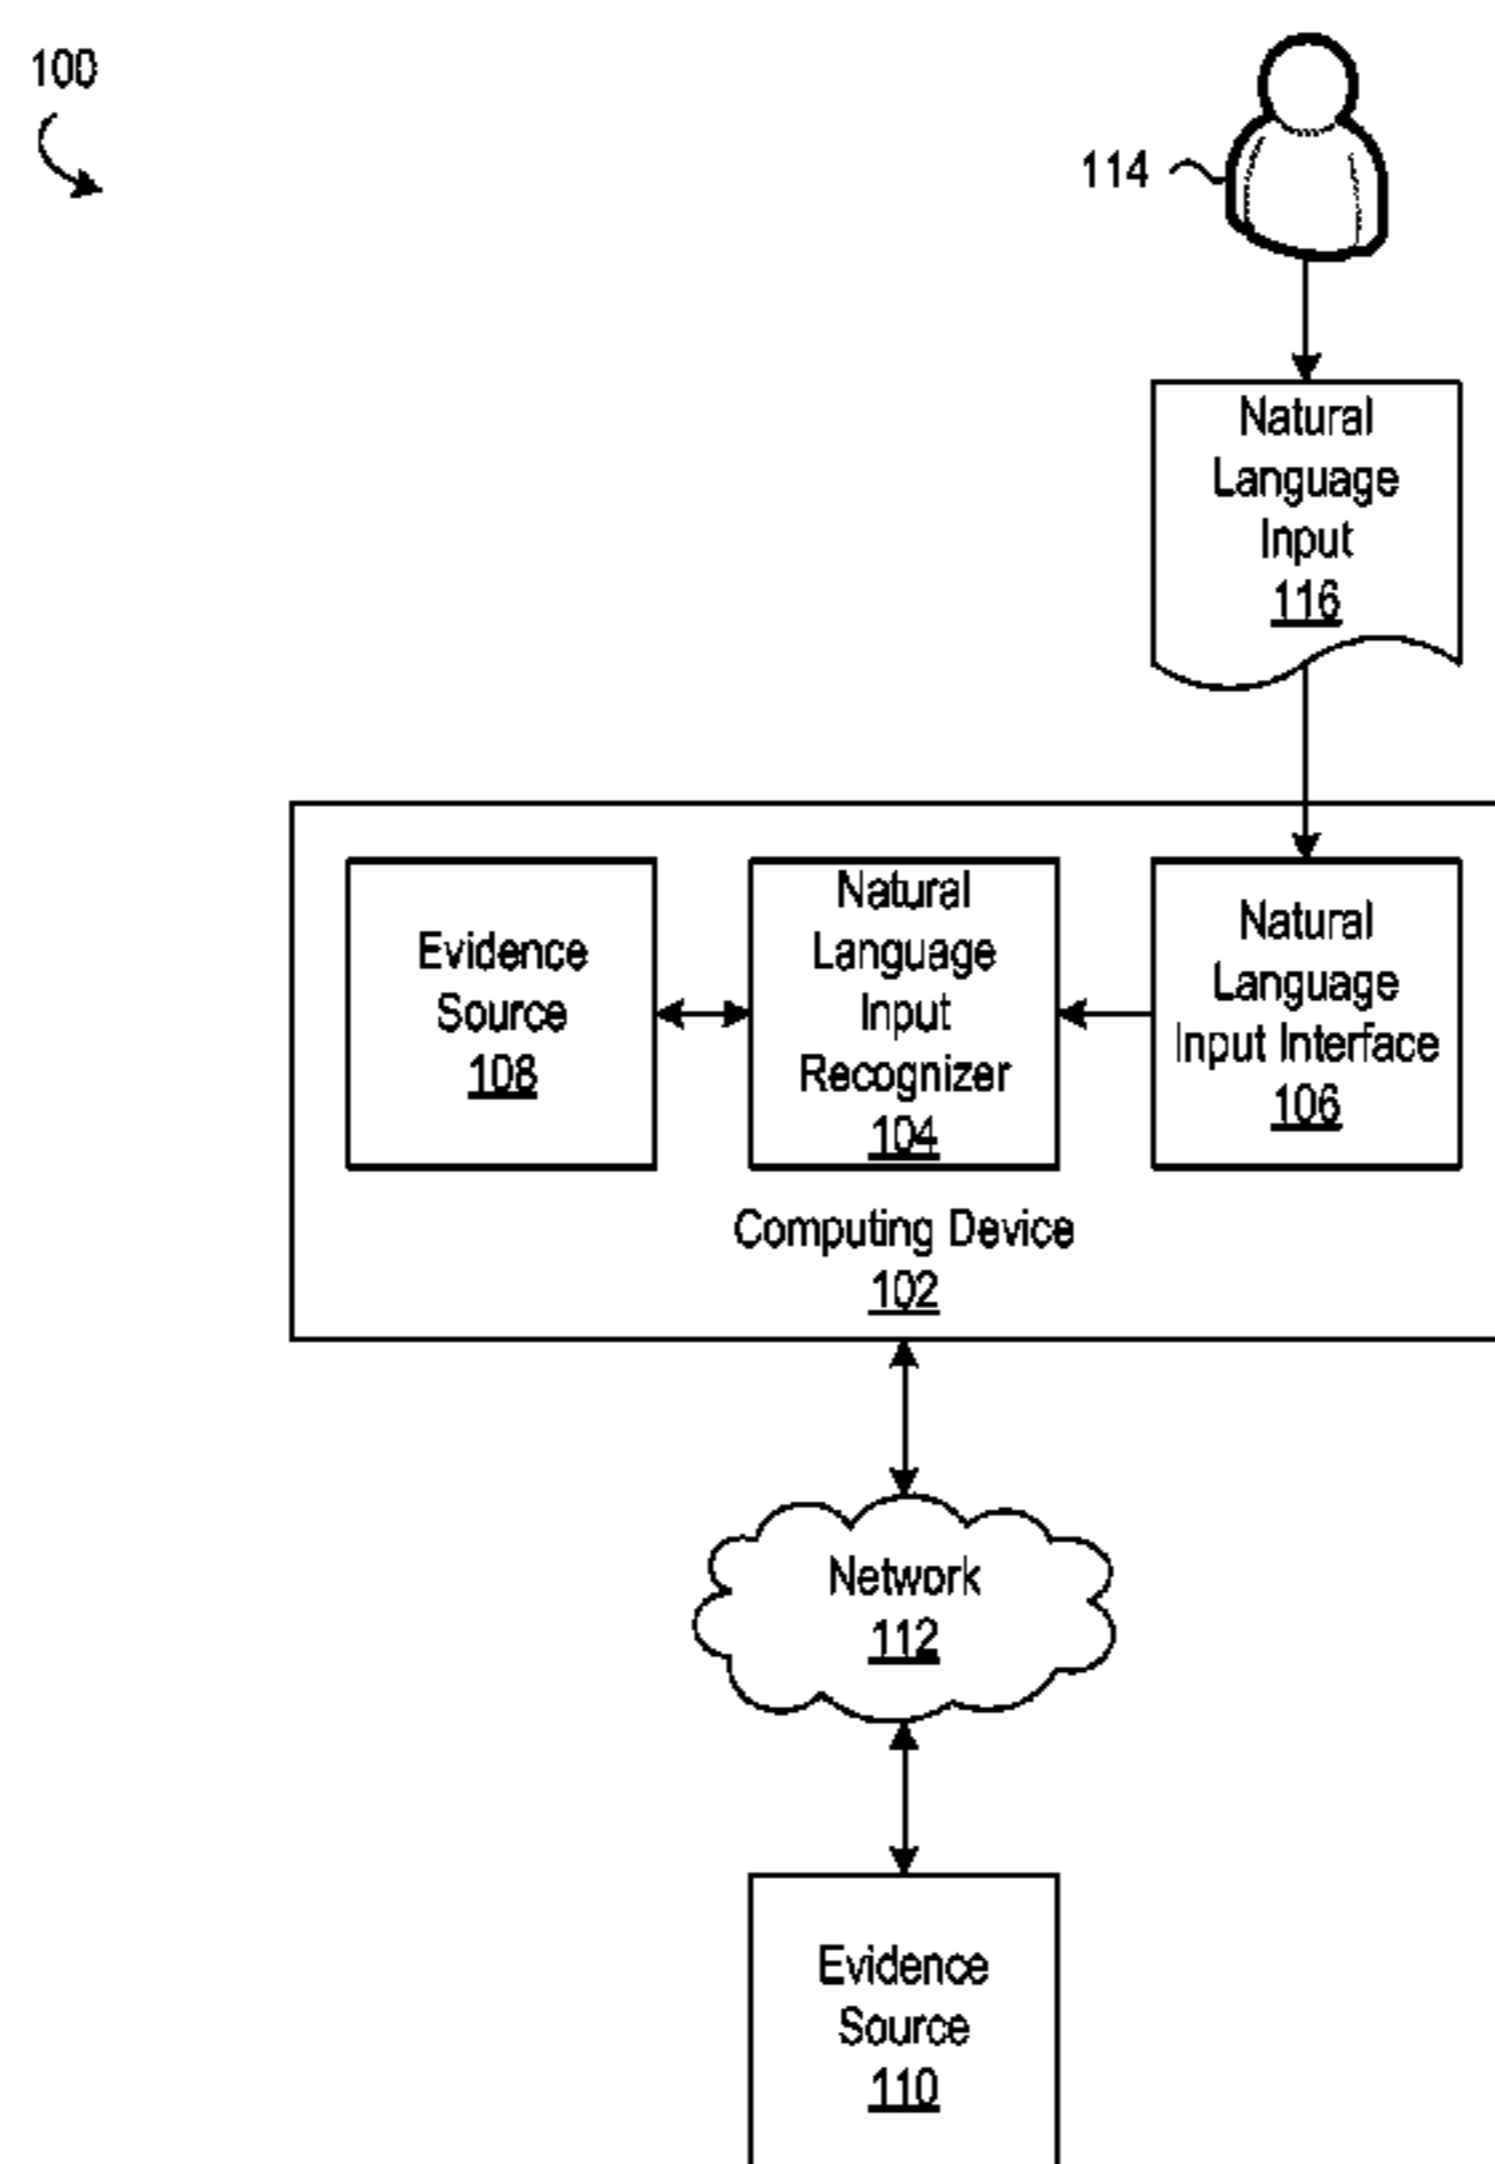 100
114
Natural
Language
Input
116
Evidence
Source
108
Natural
Language
Input
Recognizer
104
Natural
Language
Input Interface
106
Computing Device
102
Network
112
Evidence
Source
110